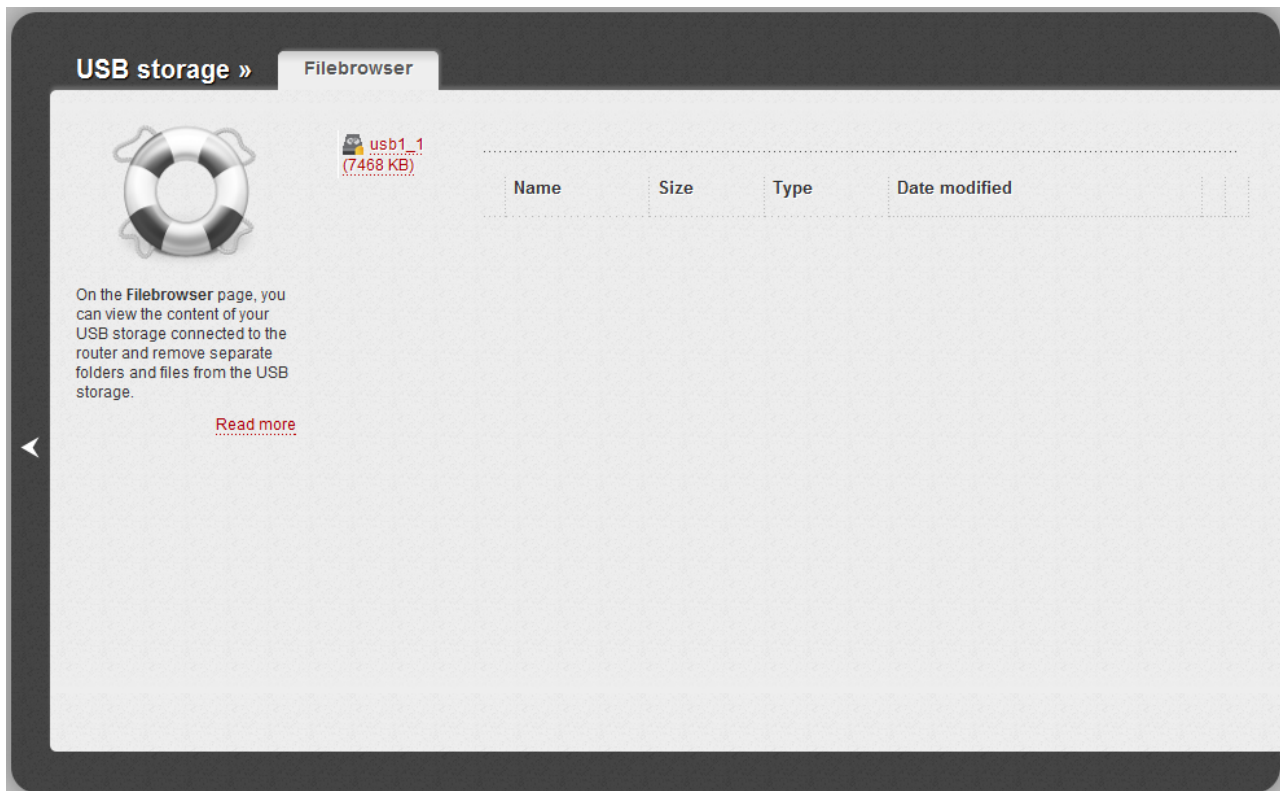 USB storage »
Filebrowser
On the Filebrowser page, you
can view the content of your
USB storage connected to the
router and remove separate
folders and files from the USB
storage.
Read more
usb1_1
(7468 KB)
Name Size Type Date modified